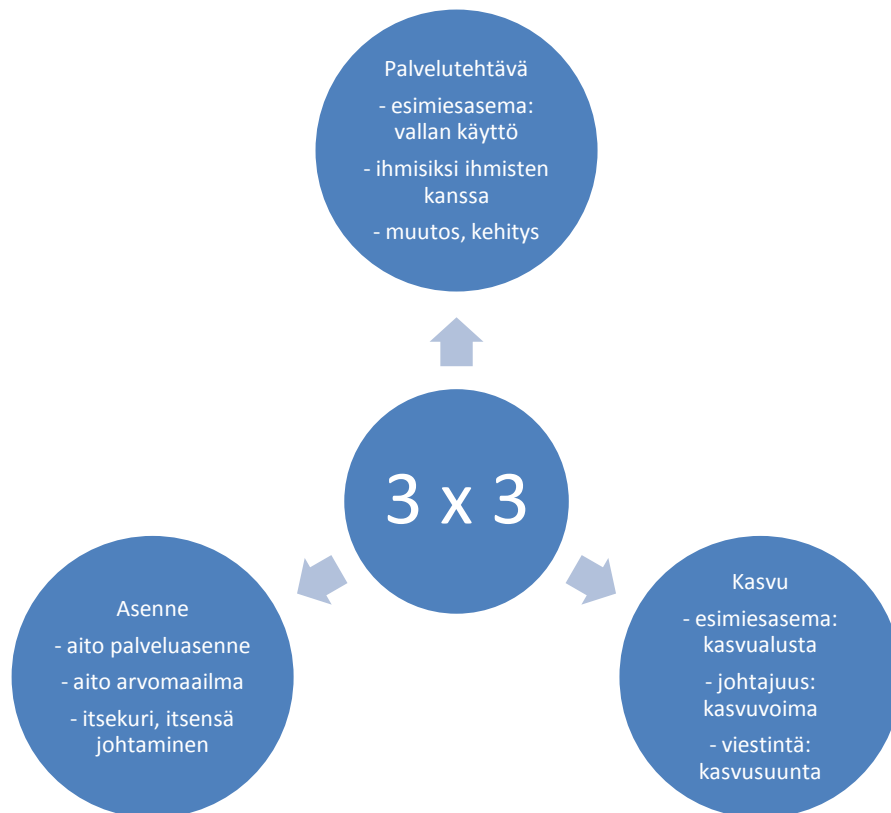 Palvelutehtävä
- esimiesasema:
vallan käyttö
- ihmisiksi ihmisten
kanssa
- muutos, kehitys
3 x 3
Asenne
- aito palveluasenne
- aito arvomaailma
- itsekuri, itsensä
johtaminen
Kasvu
- esimiesasema:
kasvualusta
- johtajuus:
kasvuvoima
- viestintä:
kasvusuunta